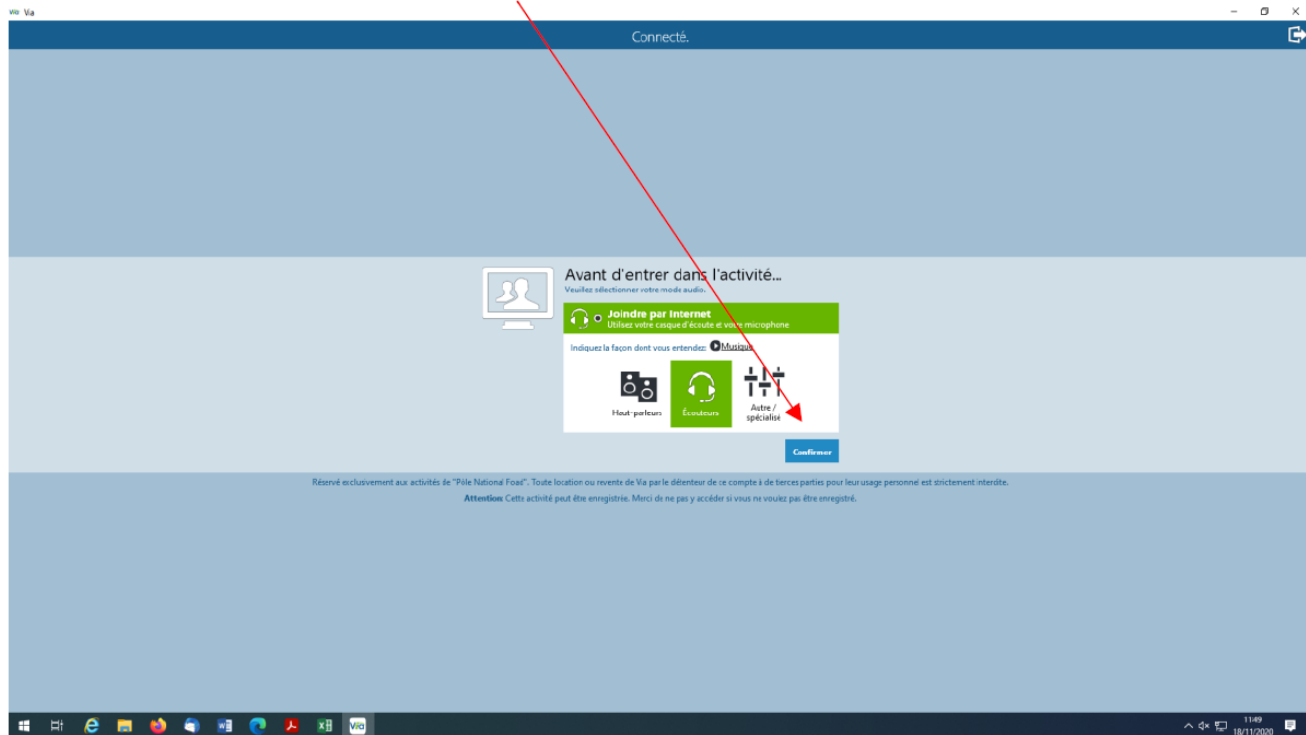 Via Via
Connecté.
Avant d'entrer dans l'activité...
Veuillez sélectionner votre mode audio.
Joindre par Internet
Utilisez votre casque d'écoute et votre microphone
Indiquez la façon dont vous entendez: Musique
Haut-parleurs
Écouteurs
Autre /
spécialisé
Confirmer
Réservé exclusivement aux activités de "Pôle National Foad". Toute location ou revente de Via par le détenteur de ce compte à de tierces parties pour leur usage personnel est strictement interdite.
Attention: Cette activité peut être enregistrée. Merci de ne pas y accéder si vous ne voulez pas être enregistré.
Via
11:49
18/11/2020